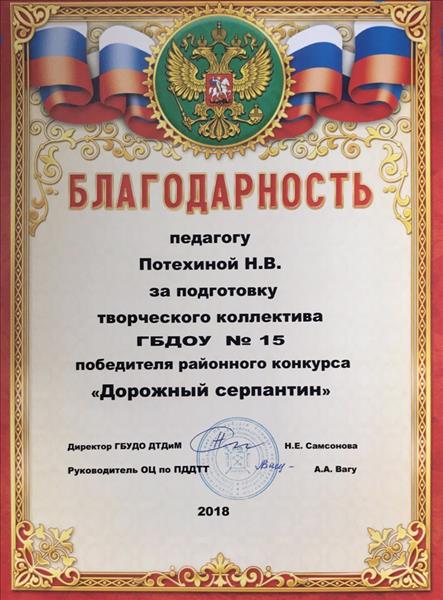 БЛАГОДАРНОСТЬ
педагогу
Потехиной Н.В.
за подготовку
творческого коллектива
ГБДОУ № 15
победителя районного конкурса
«Дорожный серпантин»
Директор ГБУДО ДТДиМ Н.Е. Самсонова
Руководитель ОЦ по ПДДТТ А.А. Вагу
2018